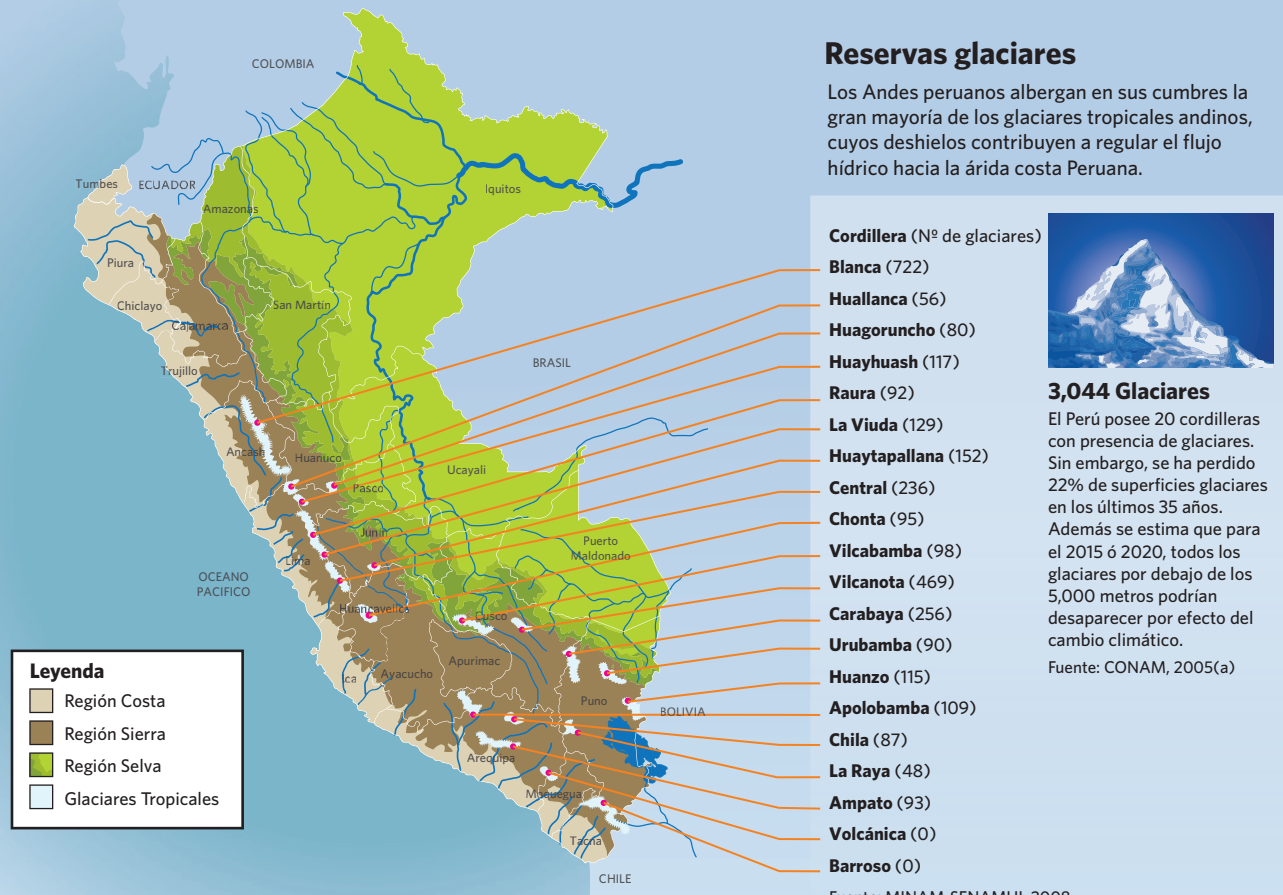 Reservas glaciares
Los Andes peruanos albergan en sus cumbres la
gran mayoría de los glaciares tropicales andinos,
cuyos deshielos contribuyen a regular el flujo
hídrico hacia la árida costa Peruana.
COLOMBIA
Tumbes
ECUADOR
Amazonas
Iquitos
Piura
Chiclayo
San Martín
Cajamarca
Trujillo
BRASIL
Ancash
Huanuco
Ucayali
Pasco
Junin
Lima
Puerto
Maldonado
OCEANO
PACIFICO
Huancavelica
Cusco
Apurimac
Ica
Ayacucho
Puno
BOLIVIA
Arequipa
Moquegua
Tacna
CHILE
Leyenda
Región Costa
Región Sierra
Región Selva
Glaciares Tropicales
Cordillera (Nº de glaciares)
Blanca (722)
Huallanca (56)
Huagoruncho (80)
Huayhuash (117)
Raura (92)
La Viuda (129)
Huaytapallana (152)
Central (236)
Chonta (95)
Vilcabamba (98)
Vilcanota (469)
Carabaya (256)
Urubamba (90)
Huanzo (115)
Apolobamba (109)
Chila (87)
La Raya (48)
Ampato (93)
Volcánica (0)
Barroso (0)
3,044 Glaciares
El Perú posee 20 cordilleras
con presencia de glaciares.
Sin embargo, se ha perdido
22% de superficies glaciares
en los últimos 35 años.
Además se estima que para
el 2015 ó 2020, todos los
glaciares por debajo de los
5,000 metros podrían
desaparecer por efecto del
cambio climático.
Fuente: CONAM, 2005(a)
Fuente: MINAM-SENAMHI, 2008